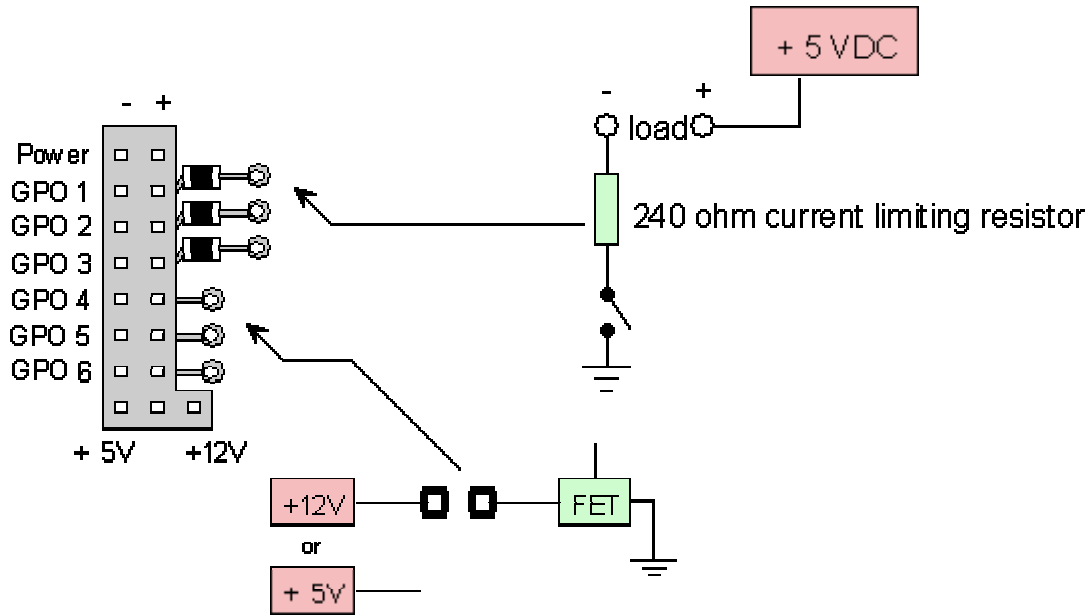 + 5 VDC
- +
- +
load
Power
GPO 1
GPO 2
GPO 3
GPO 4
GPO 5
GPO 6
240 ohm current limiting resistor
+ 5V +12V
+12V
FET
or
+ 5V